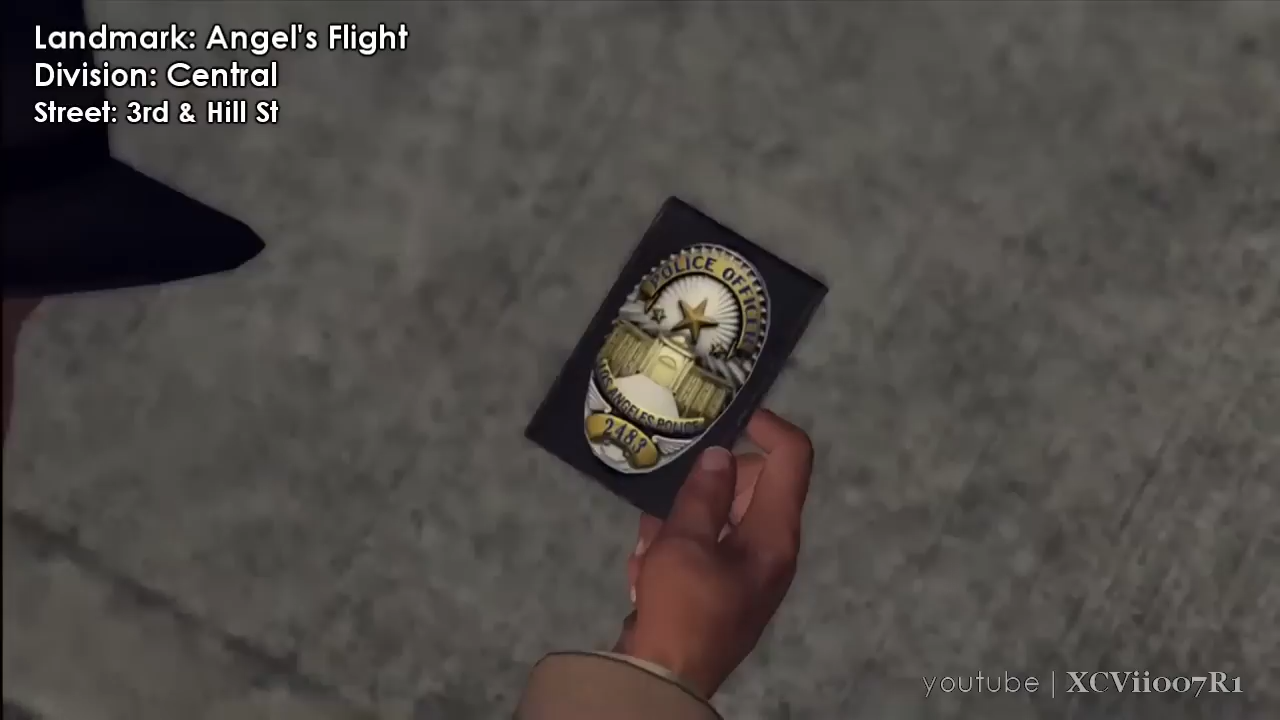 Landmark: Angel's Flight
Division: Central
Street: 3rd & Hill St
POLICE OFFICER
LOS ANGELES POLICE
2483
youtube | XCViioo7R1